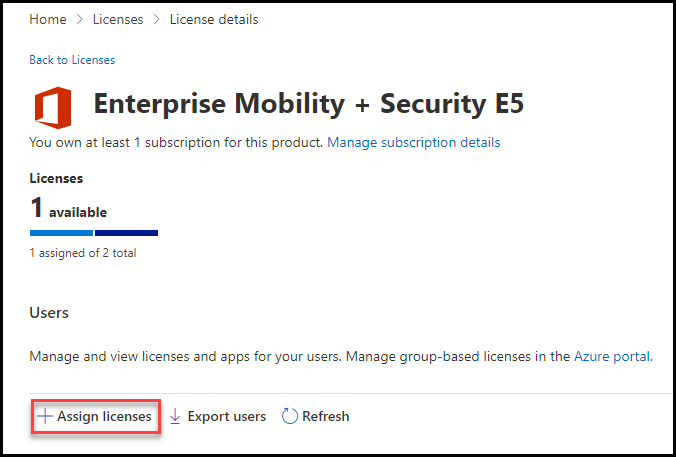 Home > Licenses > License details
Back to Licenses
Enterprise Mobility + Security E5
You own at least 1 subscription for this product. Manage subscription details
Licenses
1 available
1 assigned of 2 total
Users
Manage and view licenses and apps for your users. Manage group-based licenses in the Azure portal.
+ Assign licenses Export users Refresh